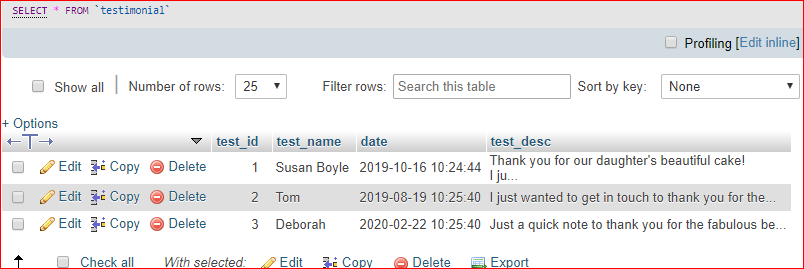 SELECT * FROM `testimonial`
Profiling [Edit inline]
Show all Number of rows: 25 Filter rows: Search this table Sort by key: None
+ Options
test_id test_name date test_desc
Edit Copy Delete 1 Susan Boyle 2019-10-16 10:24:44 Thank you for our daughter's beautiful cake!
I ju...
Edit Copy Delete 2 Tom 2019-08-19 10:25:40 I just wanted to get in touch to thank you for the...
Edit Copy Delete 3 Deborah 2020-02-22 10:25:40 Just a quick note to thank you for the fabulous be...
Check all With selected: Edit Copy Delete Export